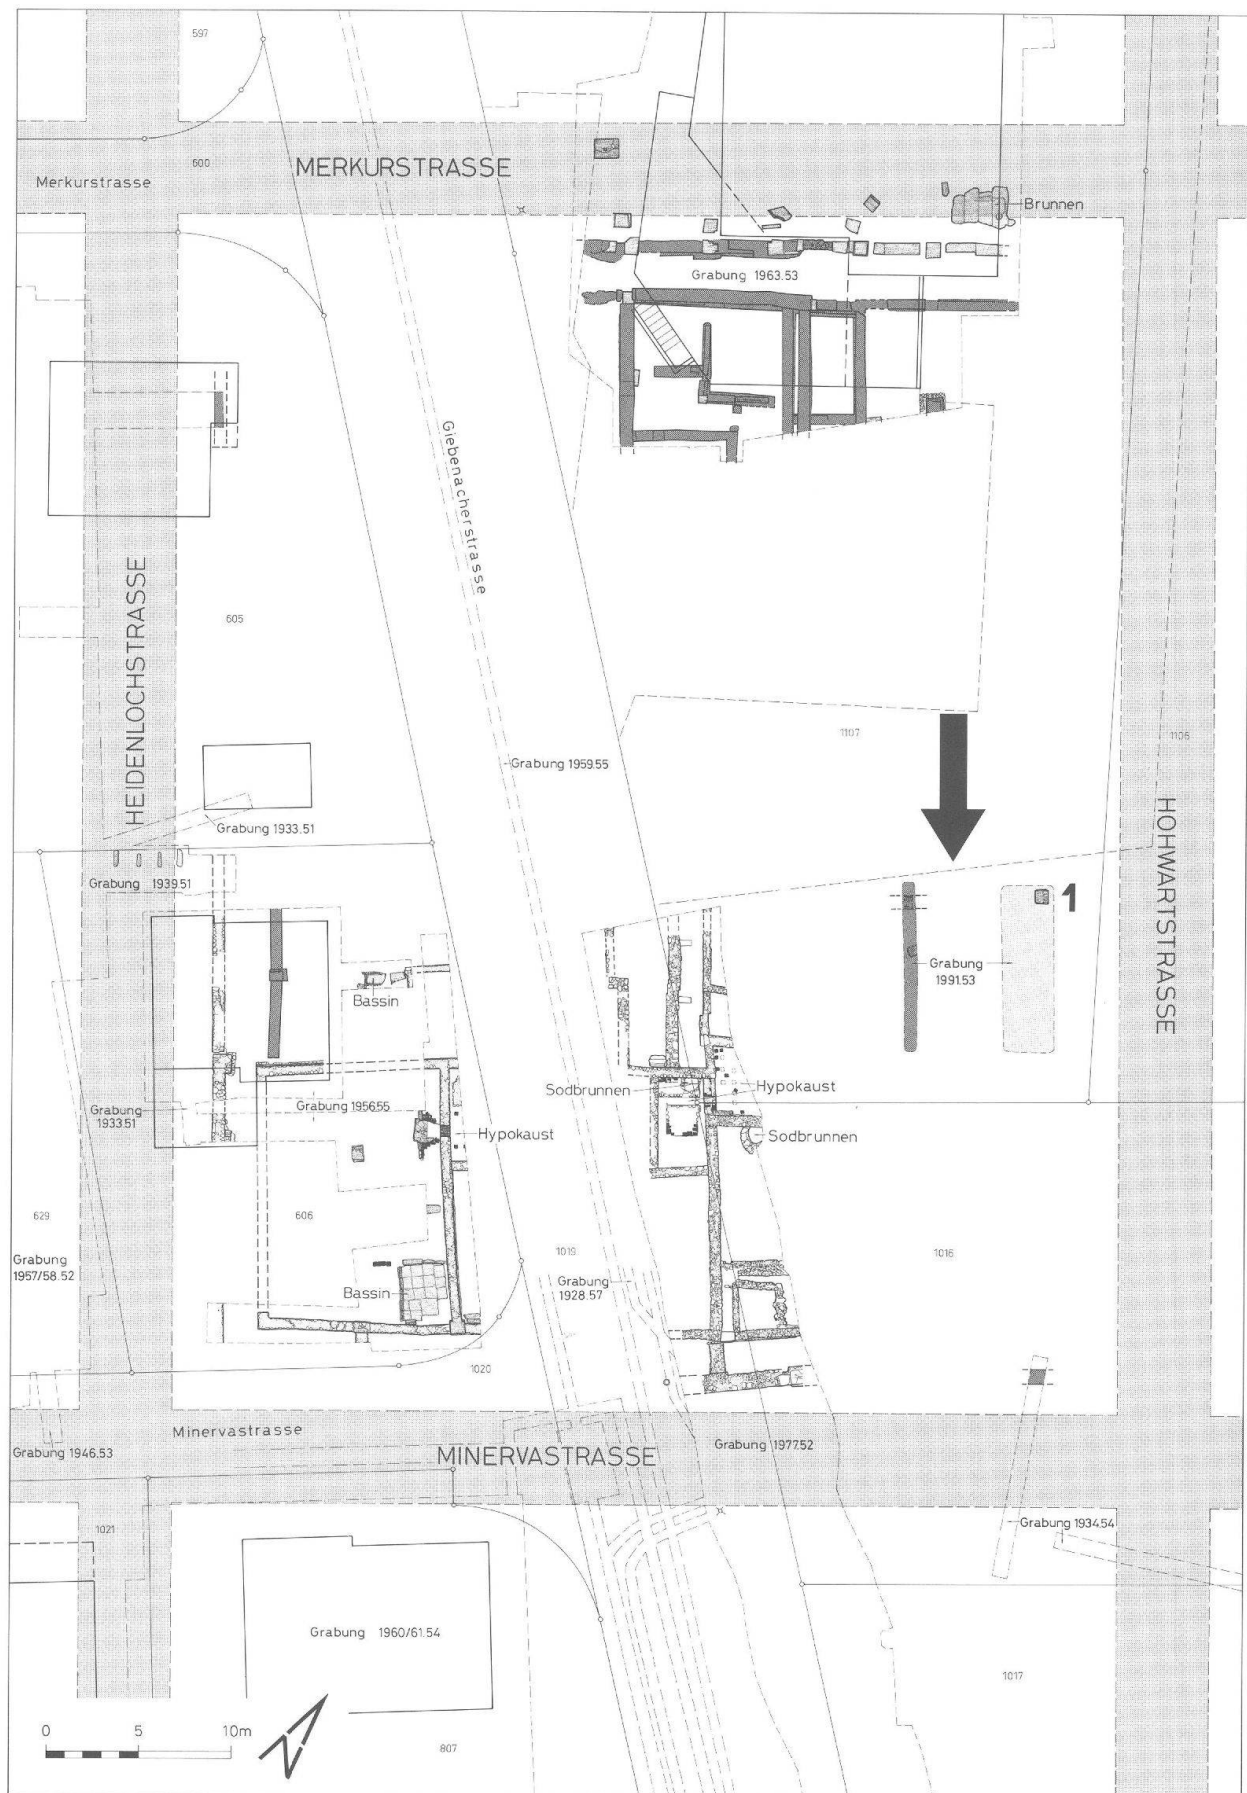 597
600
MERKURSTRASSE
Merkurstrasse
Brunnen
Grabung 1963.53
Giebenacherstrasse
HEIDENLOCHSTRASSE
605
1107
1106
Grabung 1959.55
Grabung 1933.51
HOHWARTSTRASSE
Grabung 1939.51
1
Grabung
1991.53
Bassin
Sodbrunnen
Hypokaust
Grabung
1933.51
Grabung 1956.55
Hypokaust
Sodbrunnen
629
606
1019
1016
Grabung
1957/58.52
Grabung
1928.57
Bassin
1020
Minervastrasse
Grabung 1946.53
MINERVASTRASSE
Grabung 1977.52
1021
Grabung 1934.54
Grabung 1960/61.54
1017
0 5 10m
N
807